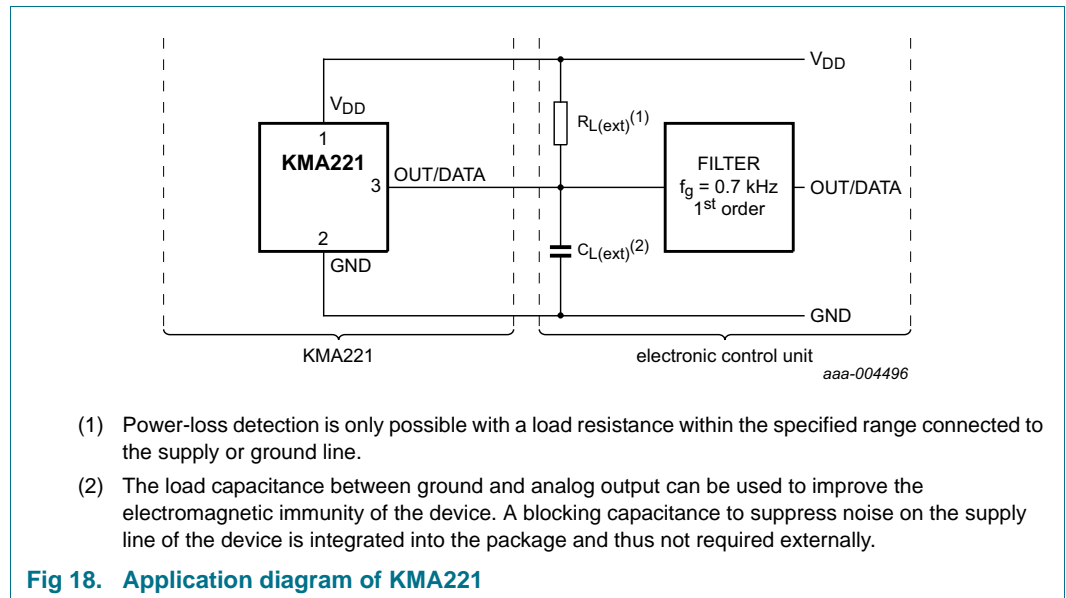 V_DD
V_DD
R_L(ext)(1)
1
KMA221
3
OUT/DATA
FILTER
f_g = 0.7 kHz
1st order
OUT/DATA
2
GND
C_L(ext)(2)
GND
KMA221
electronic control unit
aaa-004496
(1) Power-loss detection is only possible with a load resistance within the specified range connected to
the supply or ground line.
(2) The load capacitance between ground and analog output can be used to improve the
electromagnetic immunity of the device. A blocking capacitance to suppress noise on the supply
line of the device is integrated into the package and thus not required externally.
Fig 18. Application diagram of KMA221